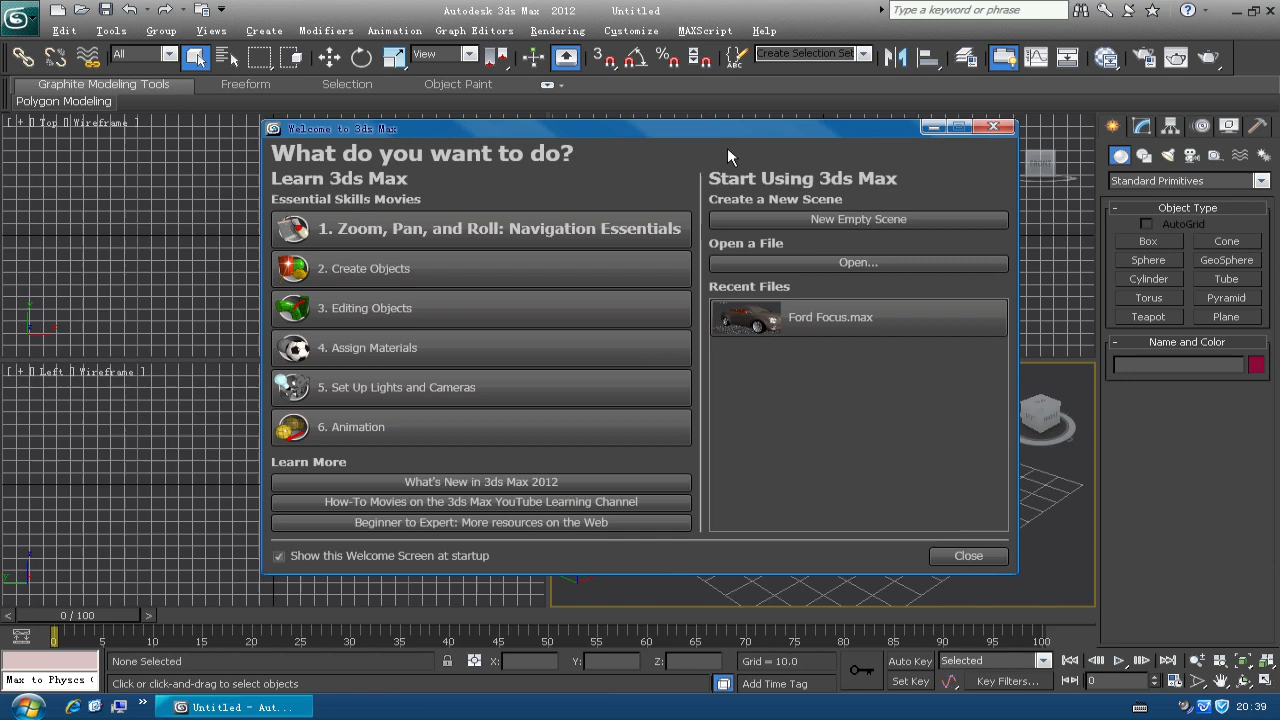 Autodesk 3ds Max 2012 Untitled
Type a keyword or phrase
Edit Tools Group Views Create Modifiers Animation Graph Editors Rendering Customize MAXScript Help
All
View
3
Create Selection Set
ABC
Graphite Modeling Tools Freeform Selection Object Paint
Polygon Modeling
[ + ] [ Top ] [ Wireframe ]
FRONT
Welcome to 3ds Max
What do you want to do?
Learn 3ds Max
Essential Skills Movies
1. Zoom, Pan, and Roll: Navigation Essentials
2. Create Objects
3. Editing Objects
4. Assign Materials
5. Set Up Lights and Cameras
6. Animation
Learn More
What's New in 3ds Max 2012
How-To Movies on the 3ds Max YouTube Learning Channel
Beginner to Expert: More resources on the Web
Show this Welcome Screen at startup
Start Using 3ds Max
Create a New Scene
New Empty Scene
Open a File
Open...
Recent Files
Ford Focus.max
Close
Standard Primitives
Object Type
AutoGrid
Box Cone
Sphere GeoSphere
Cylinder Tube
Torus Pyramid
Teapot Plane
Name and Color
[ + ] [ Left ] [ Wireframe ]
0 / 100
0 5 10 15 20 25 30 35 40 45 50 55 60 65 70 75 80 85 90 95 100
None Selected X: Y: Z: Grid = 10.0 Auto Key Selected
Max to Physcs ( Click or click-and-drag to select objects Add Time Tag Set Key Key Filters... 0
Untitled - Aut...
20:39